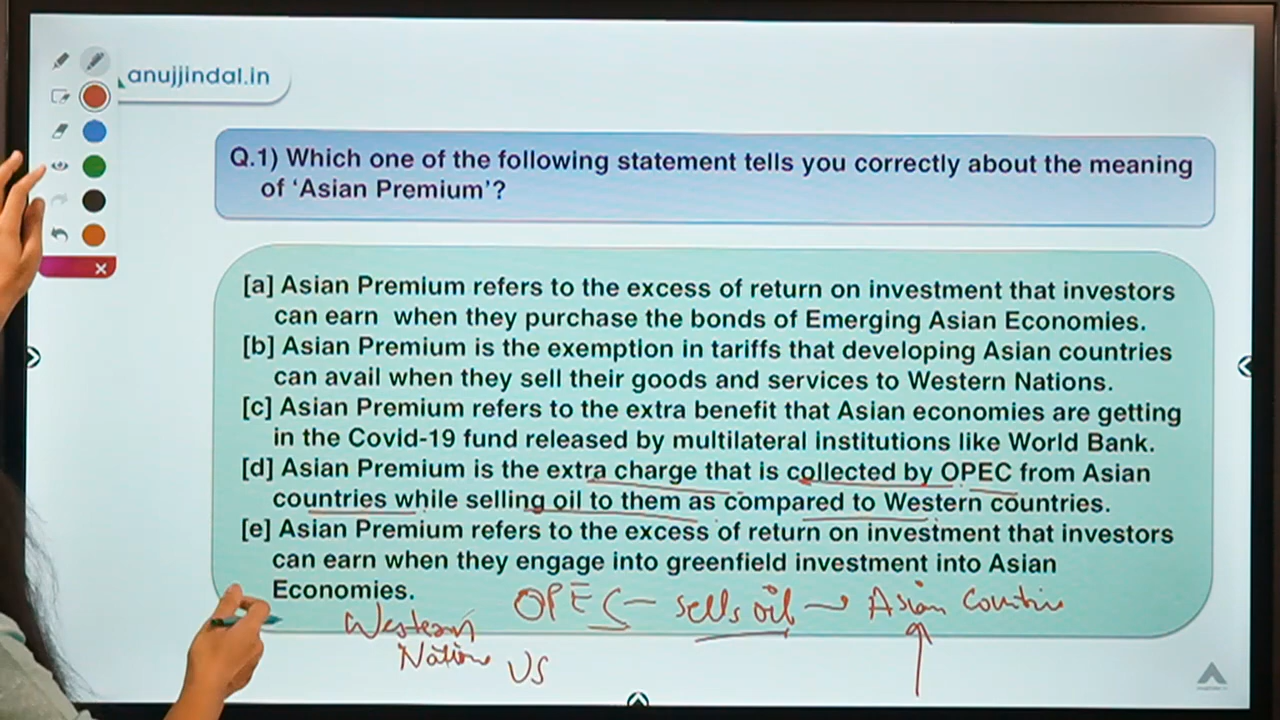 anujjindal.in
Q.1) Which one of the following statement tells you correctly about the meaning
of ‘Asian Premium’?
[a] Asian Premium refers to the excess of return on investment that investors
can earn when they purchase the bonds of Emerging Asian Economies.
[b] Asian Premium is the exemption in tariffs that developing Asian countries
can avail when they sell their goods and services to Western Nations.
[c] Asian Premium refers to the extra benefit that Asian economies are getting
in the Covid-19 fund released by multilateral institutions like World Bank.
[d] Asian Premium is the extra charge that is collected by OPEC from Asian
countries while selling oil to them as compared to Western countries.
[e] Asian Premium refers to the excess of return on investment that investors
can earn when they engage into greenfield investment into Asian
Economies.
OPEC – sells oil → Asian Countries
Western
Nations US